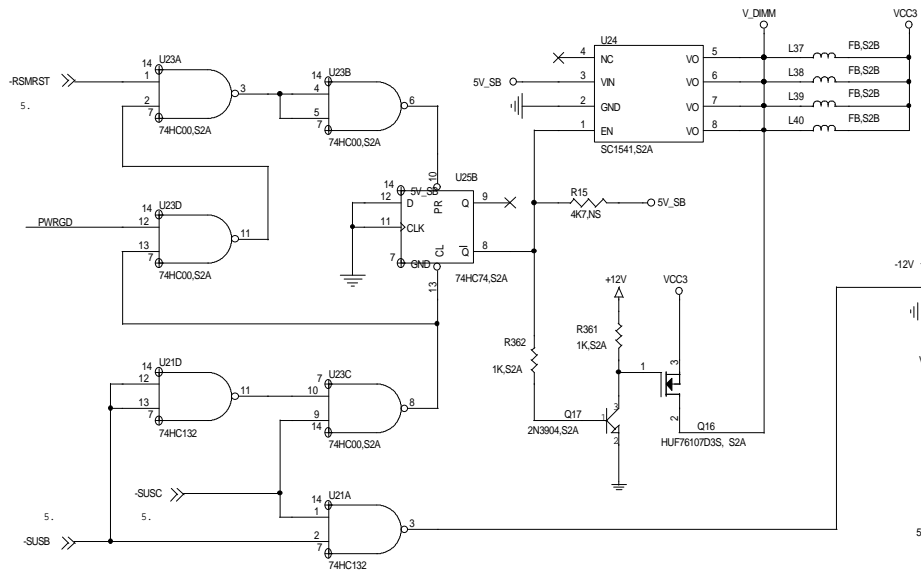 V_DIMM
VCC3
U24
14
U23A
-RSMRST
1
2
3
5.
7
74HC00,S2A
14
U23B
4
5
6
7
74HC00,S2A
4
NC
VO
5
5V_SB
3
VIN
VO
6
2
GND
VO
7
1
EN
VO
8
SC1541,S2A
L37
FB,S2B
L38
FB,S2B
L39
FB,S2B
L40
FB,S2B
R15
4K7,NS
5V_SB
U25B
10
14
5V_SB
12
D
PR
Q
9
11
CLK
7
GND
CL
Q
8
13
74HC74,S2A
14
U23D
PWRGD
12
13
11
7
74HC00,S2A
-12V
+12V
VCC3
R361
1K,S2A
R362
1K,S2A
1
3
2
Q16
HUF76107D3S, S2A
Q17
1
3
2
2N3904,S2A
14
U21D
12
13
11
7
74HC132
7
U23C
10
9
8
14
74HC00,S2A
-SUSC
5.
-SUSB
5.
14
U21A
1
2
3
7
74HC132
5